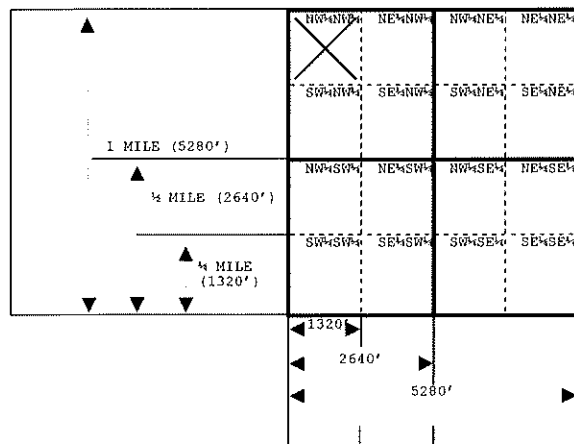 NW¼NW¼ NE¼NW¼ NW¼NE¼ NE¼NE¼
SW¼NW¼ SE¼NW¼ SW¼NE¼ SE¼NE¼
1 MILE (5280')
NW¼SW¼ NE¼SW¼ NW¼SE¼ NE¼SE¼
½ MILE (2640')
SW¼SW¼ SE¼SW¼ SW¼SE¼ SE¼SE¼
¼ MILE
(1320')
1320'
2640'
5280'